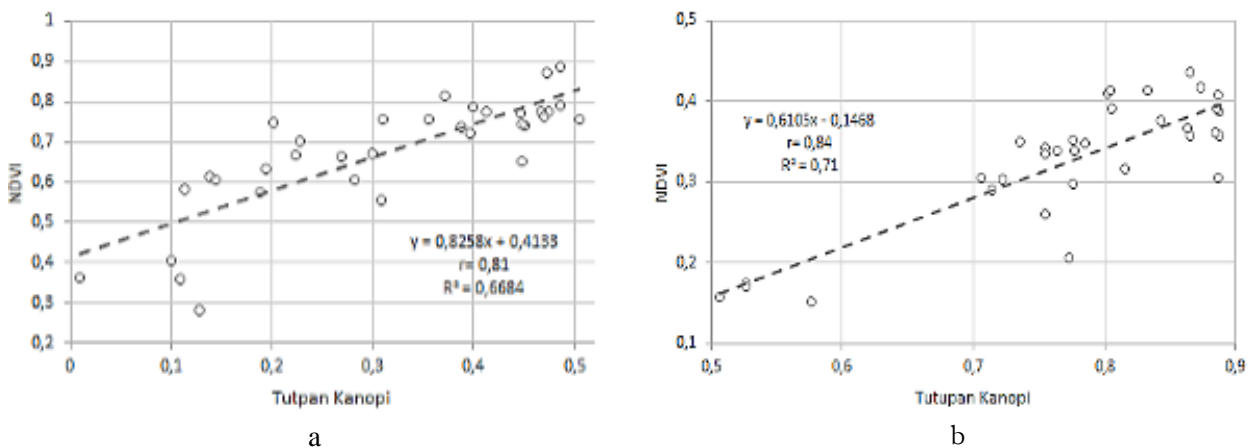 1
0,9
0,8
0,7
0,6
0,5
0,4
0,3
0,2
NDVI
y = 0,8258x + 0,4133
r= 0,81
R² = 0,6684
0 0,1 0,2 0,3 0,4 0,5
Tutpan Kanopi
a
0,5
0,4
0,3
0,2
0,1
NDVI
y = 0,6105x - 0,1468
r= 0,84
R² = 0,71
0,5 0,6 0,7 0,8 0,9
Tutupan Kanopi
b